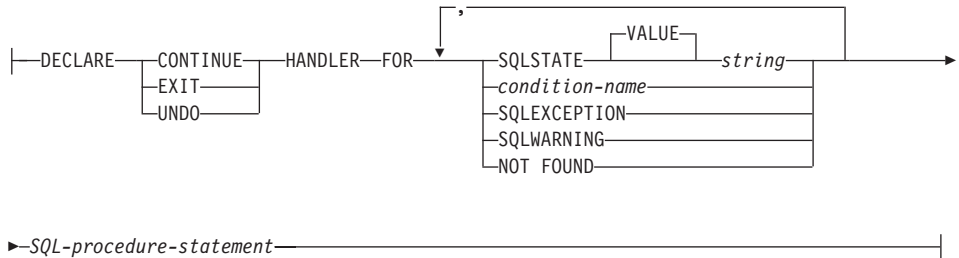 ,
VALUE
DECLARE CONTINUE HANDLER FOR SQLSTATE string
EXIT condition-name
UNDO SQLEXCEPTION
SQLWARNING
NOT FOUND
SQL-procedure-statement